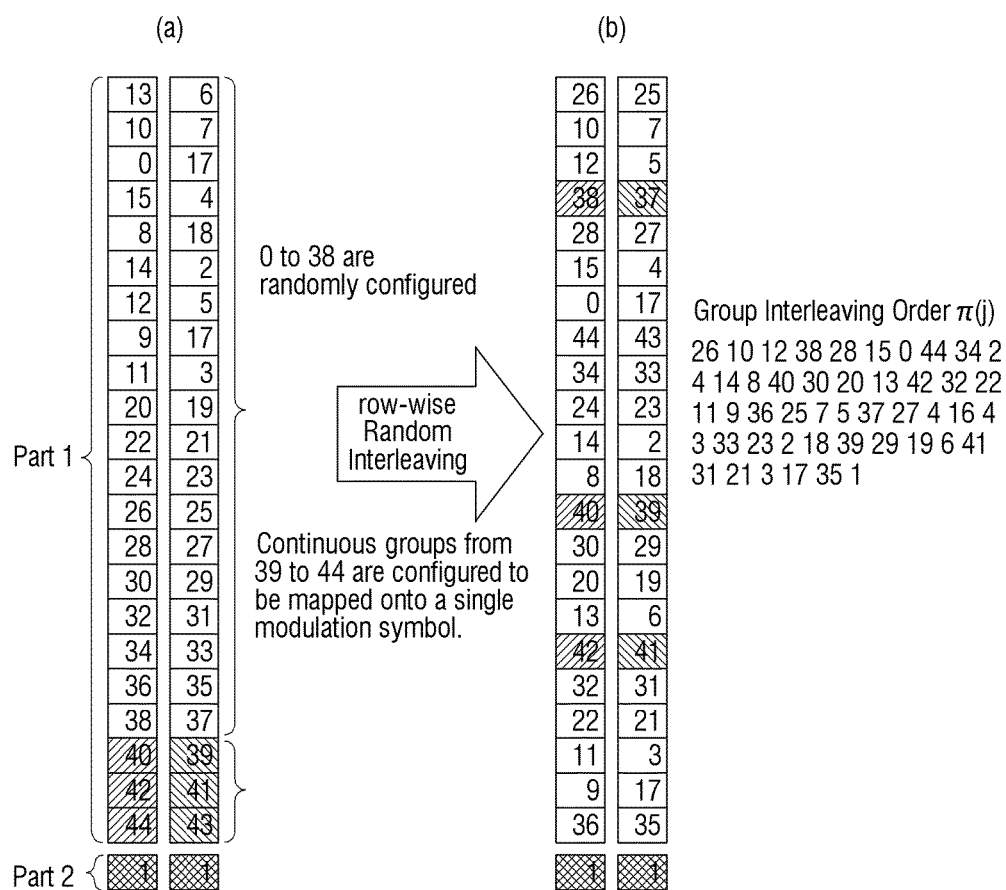 (a)
(b)
13 6
10 7
0 17
15 4
8 18
14 2
12 5
9 17
11 3
20 19
22 21
24 23
26 25
28 27
30 29
32 31
34 33
36 35
38 37
40 39
42 41
44 43
1 1
Part 1
Part 2
0 to 38 are
randomly configured
row-wise
Random
Interleaving
Continuous groups from
39 to 44 are configured to
be mapped onto a single
modulation symbol.
26 25
10 7
12 5
38 37
28 27
15 4
0 17
44 43
34 33
24 23
14 2
8 18
40 39
30 29
20 19
13 6
42 41
32 31
22 21
11 3
9 17
36 35
1 1
Group Interleaving Order π(j)
26 10 12 38 28 15 0 44 34 2
4 14 8 40 30 20 13 42 32 22
11 9 36 25 7 5 37 27 4 16 4
3 33 23 2 18 39 29 19 6 41
31 21 3 17 35 1